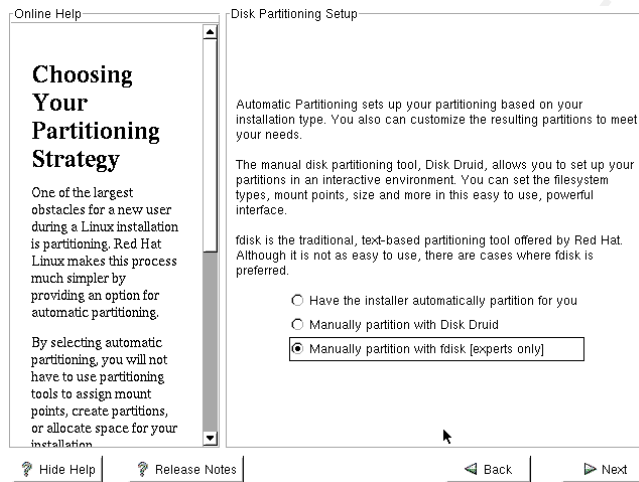 Online Help
Choosing
Your
Partitioning
Strategy
One of the largest
obstacles for a new user
during a Linux installation
is partitioning. Red Hat
Linux makes this process
much simpler by
providing an option for
automatic partitioning.
By selecting automatic
partitioning, you will not
have to use partitioning
tools to assign mount
points, create partitions,
or allocate space for your
installation.
Disk Partitioning Setup
Automatic Partitioning sets up your partitioning based on your
installation type. You also can customize the resulting partitions to meet
your needs.
The manual disk partitioning tool, Disk Druid, allows you to set up your
partitions in an interactive environment. You can set the filesystem
types, mount points, size and more in this easy to use, powerful
interface.
fdisk is the traditional, text-based partitioning tool offered by Red Hat.
Although it is not as easy to use, there are cases where fdisk is
preferred.
Have the installer automatically partition for you
Manually partition with Disk Druid
Manually partition with fdisk [experts only]
Hide Help
Release Notes
Back
Next